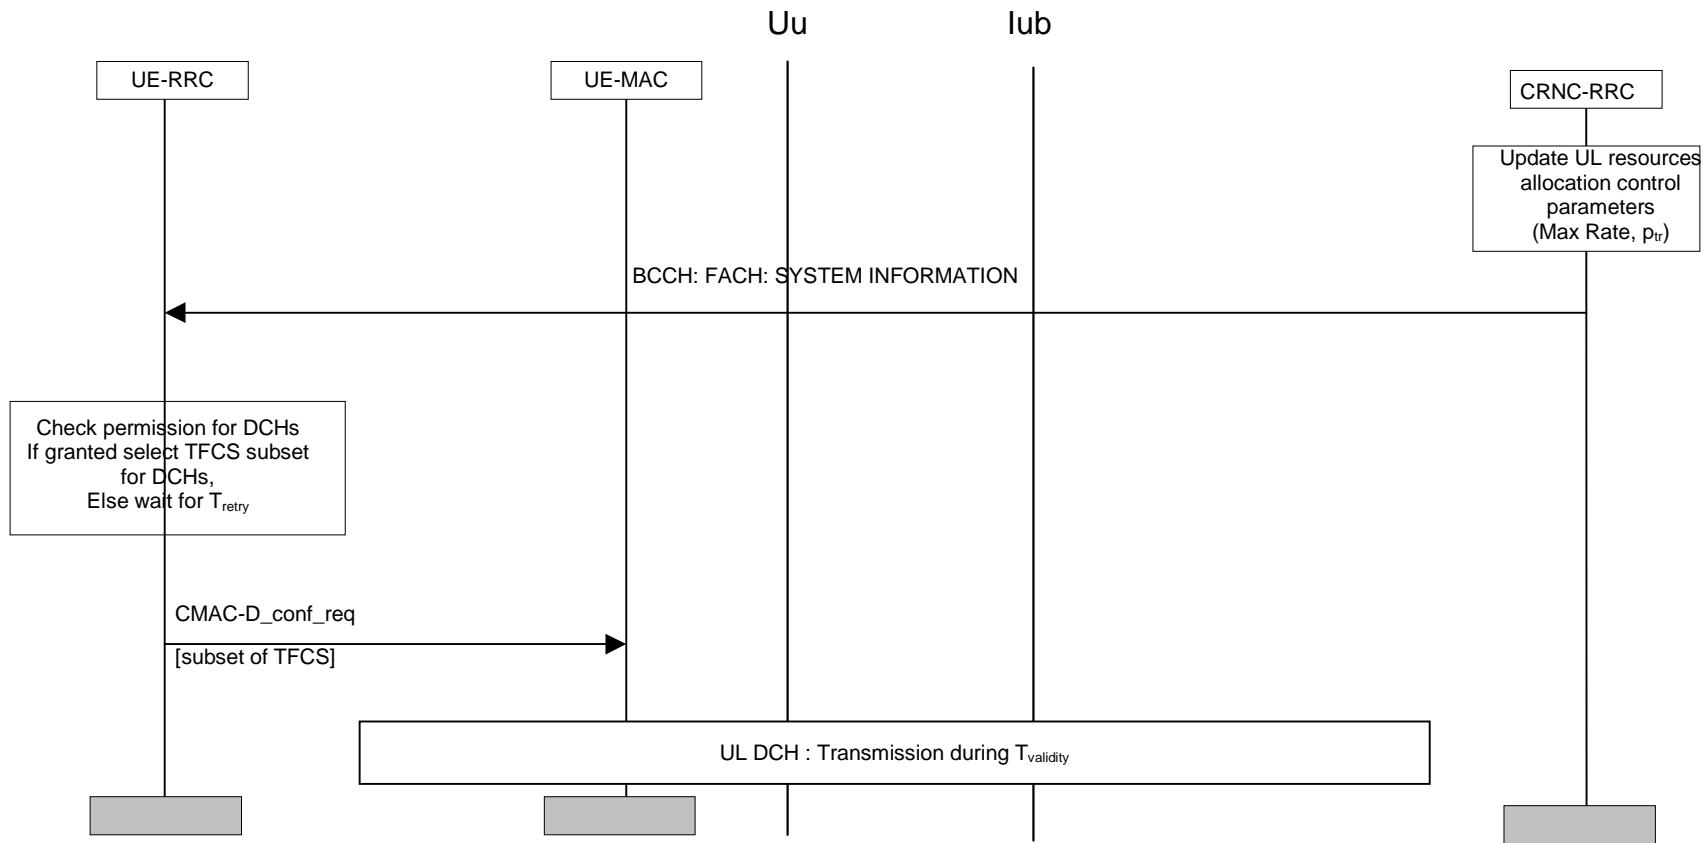 Uu
Iub
UE-RRC
UE-MAC
CRNC-RRC
Update UL resources
allocation control
parameters
(Max Rate, ptr)
BCCH: FACH: SYSTEM INFORMATION
Check permission for DCHs
If granted select TFCS subset
for DCHs,
Else wait for Tretry
CMAC-D_conf_req
[subset of TFCS]
UL DCH : Transmission during Tvalidity